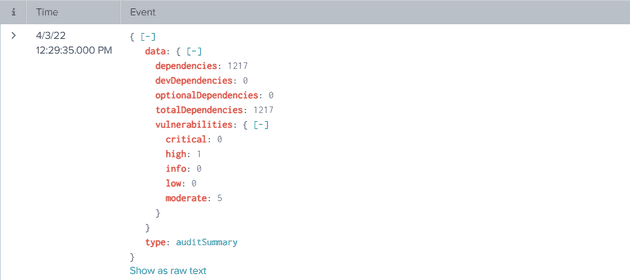 i Time Event
4/3/22 { [-]
12:29:35.000 PM data: { [-]
dependencies: 1217
devDependencies: 0
optionalDependencies: 0
totalDependencies: 1217
vulnerabilities: { [-]
critical: 0
high: 1
info: 0
low: 0
moderate: 5
}
}
type: auditSummary
}
Show as raw text